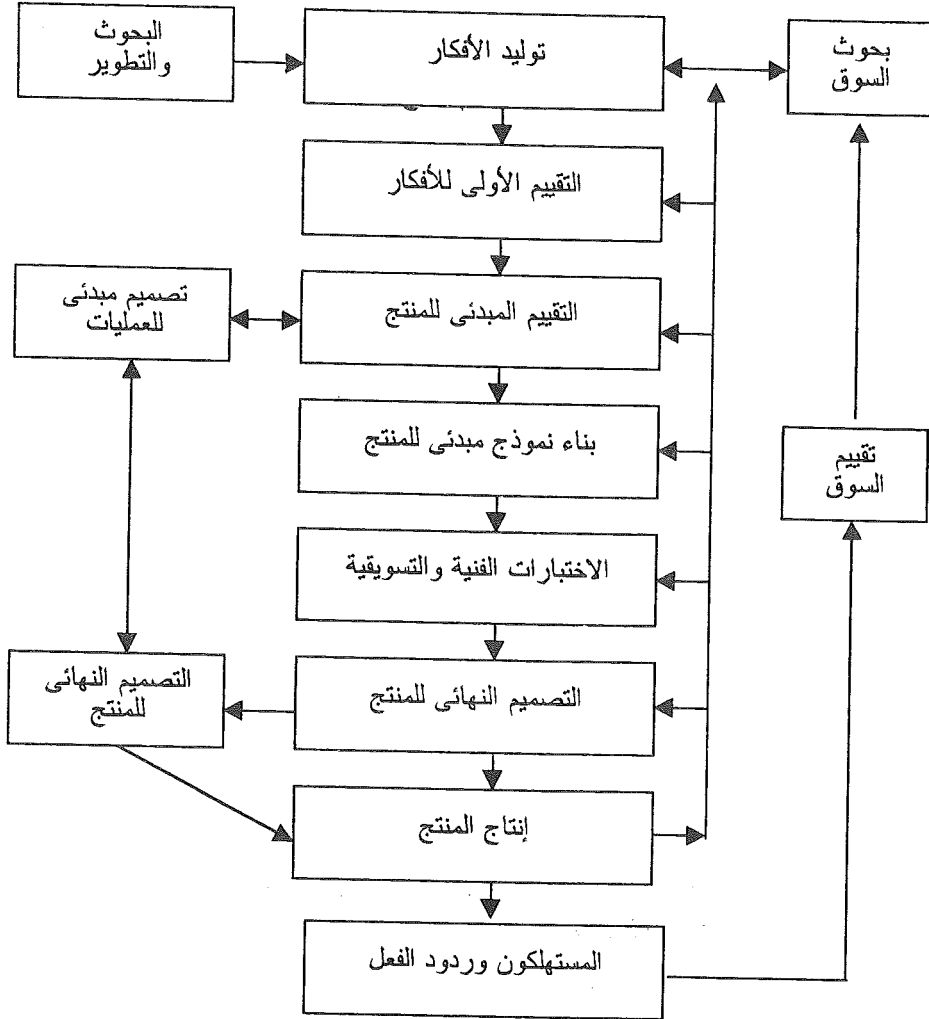 البحوث
والتطوير
توليد الأفكار
بحوث
السوق
التقييم الأولى للأفكار
تصميم مبدئى
للعمليات
التقييم المبدئى للمنتج
بناء نموذج مبدئى للمنتج
تقييم
السوق
الاختبارات الفنية والتسويقية
التصميم النهائى
للمنتج
التصميم النهائى للمنتج
إنتاج المنتج
المستهلكون وردود الفعل